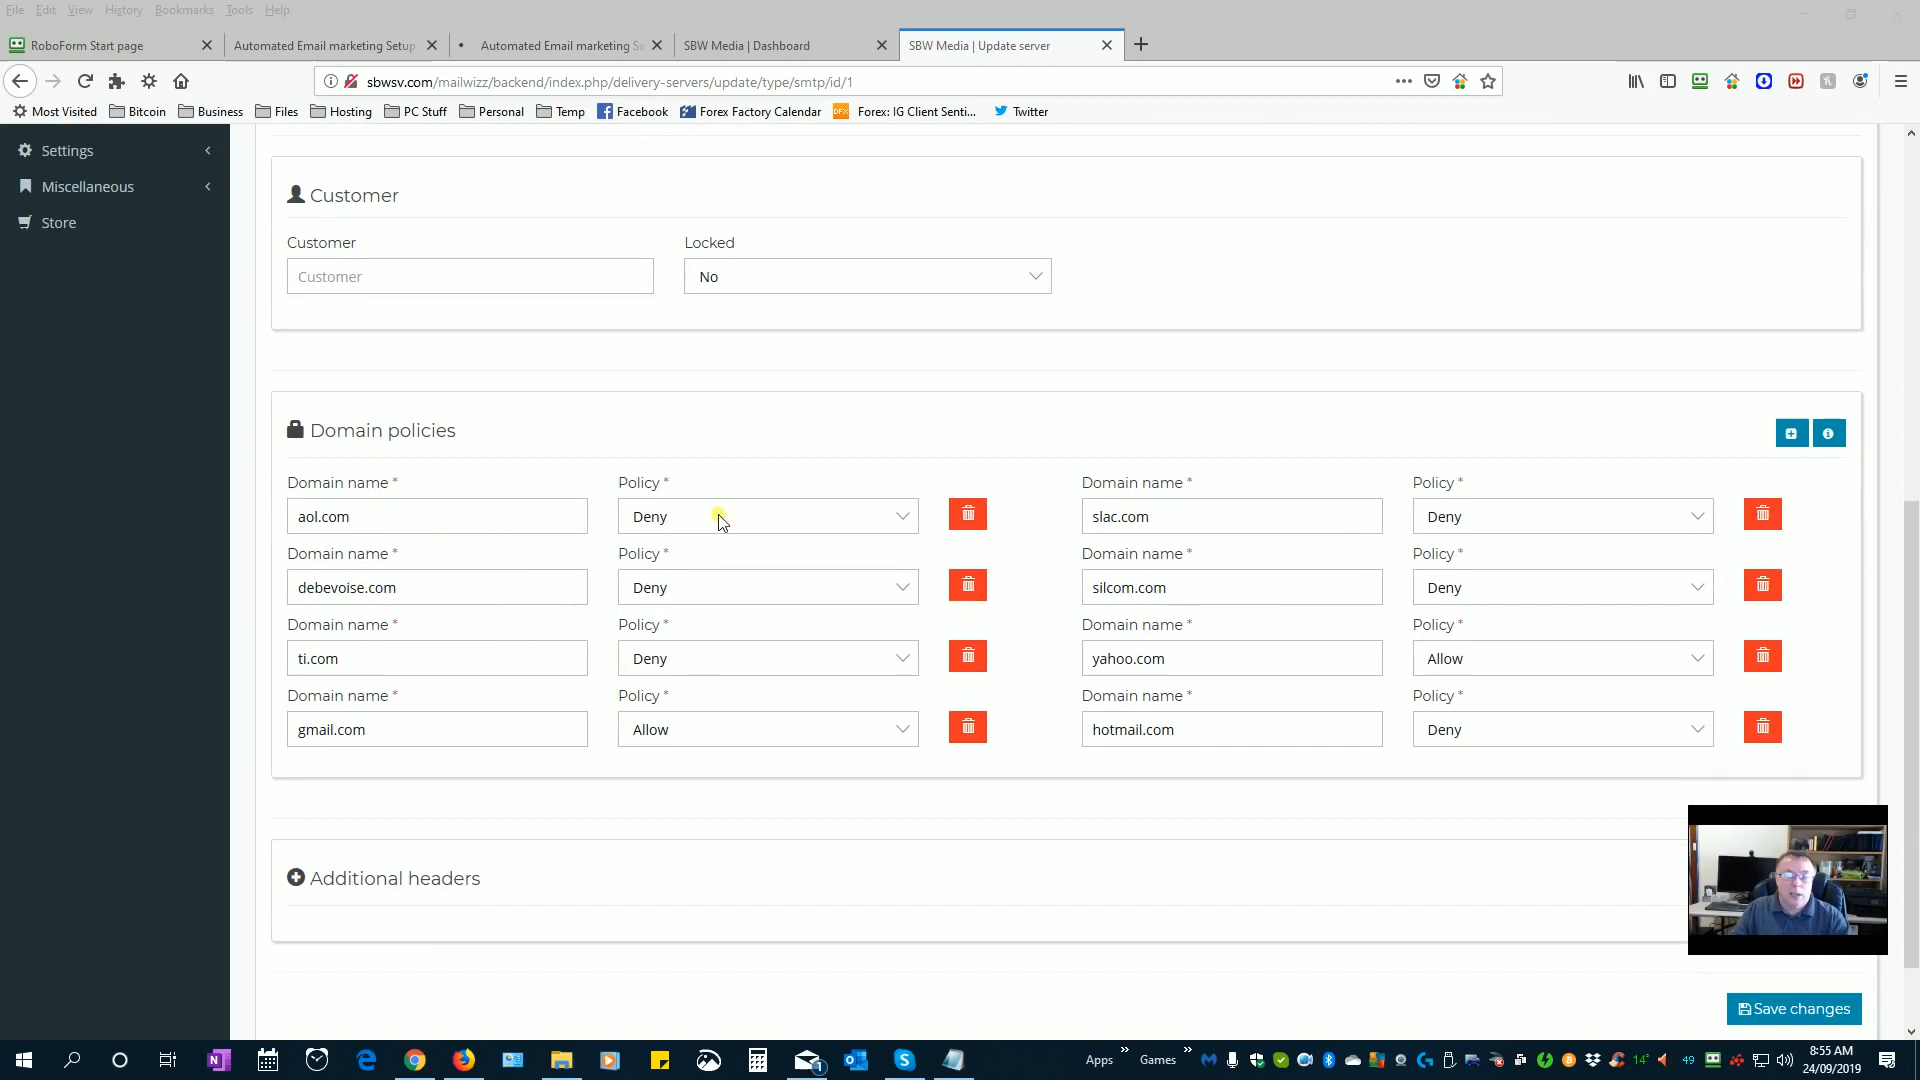 File Edit View History Bookmarks Tools Help
RoboForm Start page
Automated Email marketing Setup
Automated Email marketing Se
SBW Media | Dashboard
SBW Media | Update server
sbwsv.com/mailwizz/backend/index.php/delivery-servers/update/type/smtp/id/1
Most Visited Bitcoin Business Files Hosting PC Stuff Personal Temp Facebook Forex Factory Calendar Forex: IG Client Senti... Twitter
Settings
Miscellaneous
Store
Customer
Customer Locked
Customer No
Domain policies
Domain name * Policy * Domain name * Policy *
aol.com Deny slac.com Deny
Domain name * Policy * Domain name * Policy *
debevoise.com Deny silcom.com Deny
Domain name * Policy * Domain name * Policy *
ti.com Deny yahoo.com Allow
Domain name * Policy * Domain name * Policy *
gmail.com Allow hotmail.com Deny
Additional headers
Save changes
Apps Games 14° 49
8:55 AM
24/09/2019